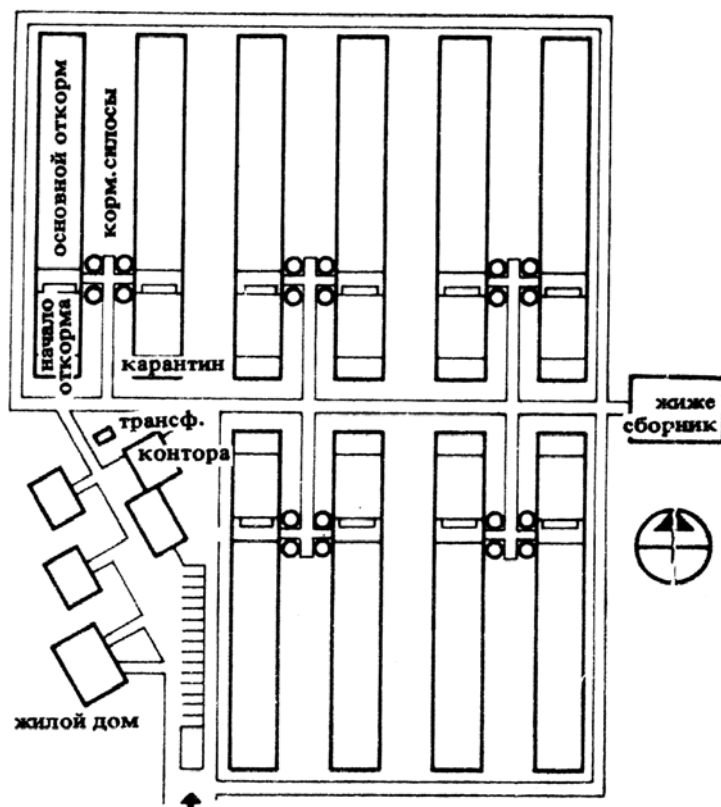 основной откорм
корм. силосы
начало
откорма
карантин
трансф.
контора
жиже
сборник
жилой дом